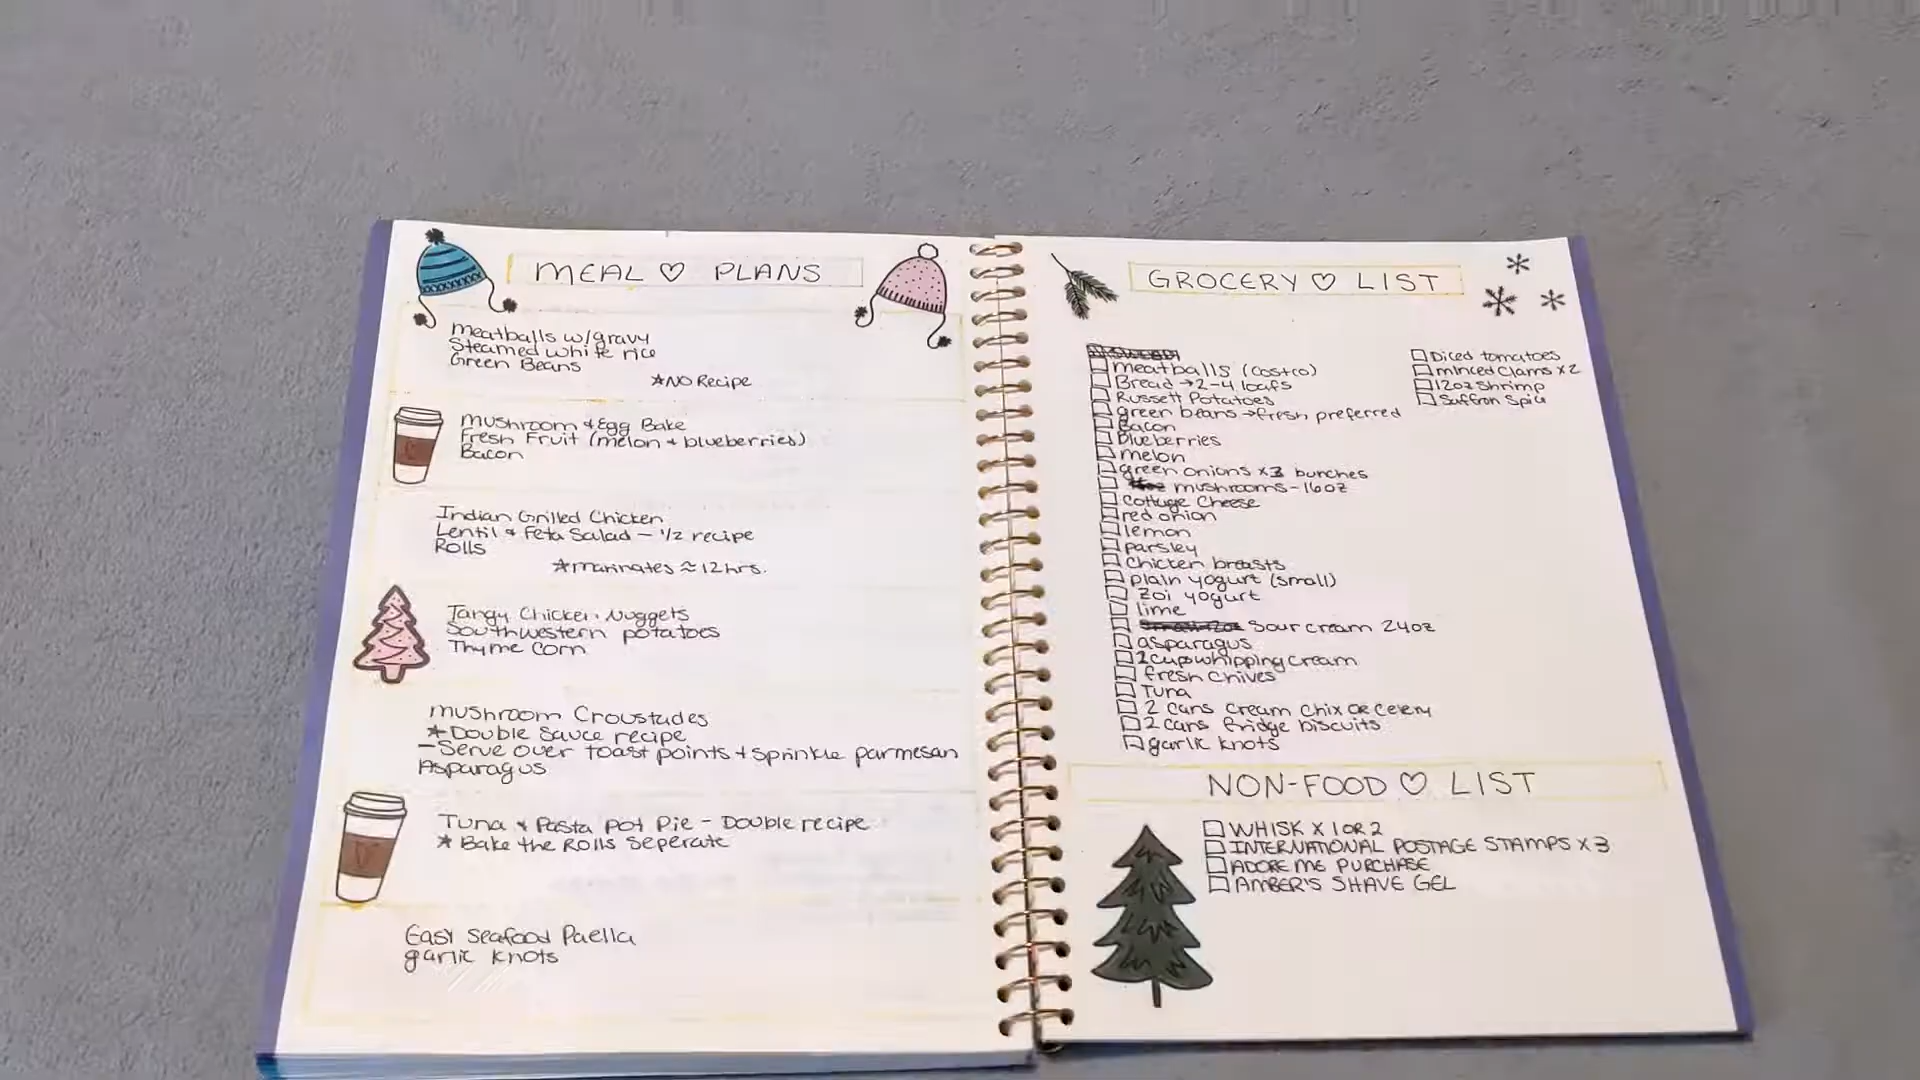 MEAL ♡ PLANS
Meatballs w/gravy
Steamed white rice
Green Beans
*NO Recipe
Mushroom & Egg Bake
Fresh Fruit (melon + blueberries)
Bacon
Indian Grilled Chicken
Lentil & Feta Salad - 1/2 recipe
Rolls
*marinates ≈ 12hrs.
Tangy Chicken Nuggets
Southwestern potatoes
Thyme Corn
Mushroom Croustades
*Double Sauce recipe
-Serve over toast points + sprinkle parmesan
Asparagus
Tuna & Pasta Pot Pie - Double recipe
* Bake the Rolls Seperate
Easy Seafood Paella
garlic knots
GROCERY ♡ LIST
meatballs (Costco)
Bread → 2-4 loafs
Russett Potatoes
green beans → fresh preferred
Bacon
Blueberries
melon
green onions x3 bunches
mushrooms - 16oz
Cottage Cheese
red onion
lemon
parsley
Chicken breasts
plain yogurt (small)
Zoi yogurt
lime
Sour cream 24oz
asparagus
2 cups whipping cream
fresh chives
Tuna
2 cans cream chix or celery
2 cans fridge biscuits
garlic knots
Diced tomatoes
minced clams x2
12oz shrimp
Saffron Spice
NON-FOOD ♡ LIST
WHISK X 1 OR 2
INTERNATIONAL POSTAGE STAMPS X 3
ADORE ME PURCHASE
AMBER'S SHAVE GEL